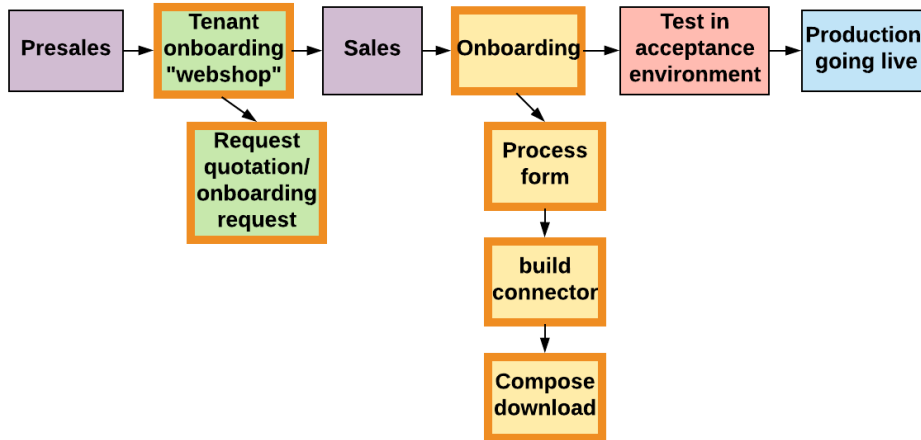 Presales
Tenant
onboarding
"webshop"
Sales
Onboarding
Test in
acceptance
environment
Production
going live
Request
quotation/
onboarding
request
Process
form
build
connector
Compose
download